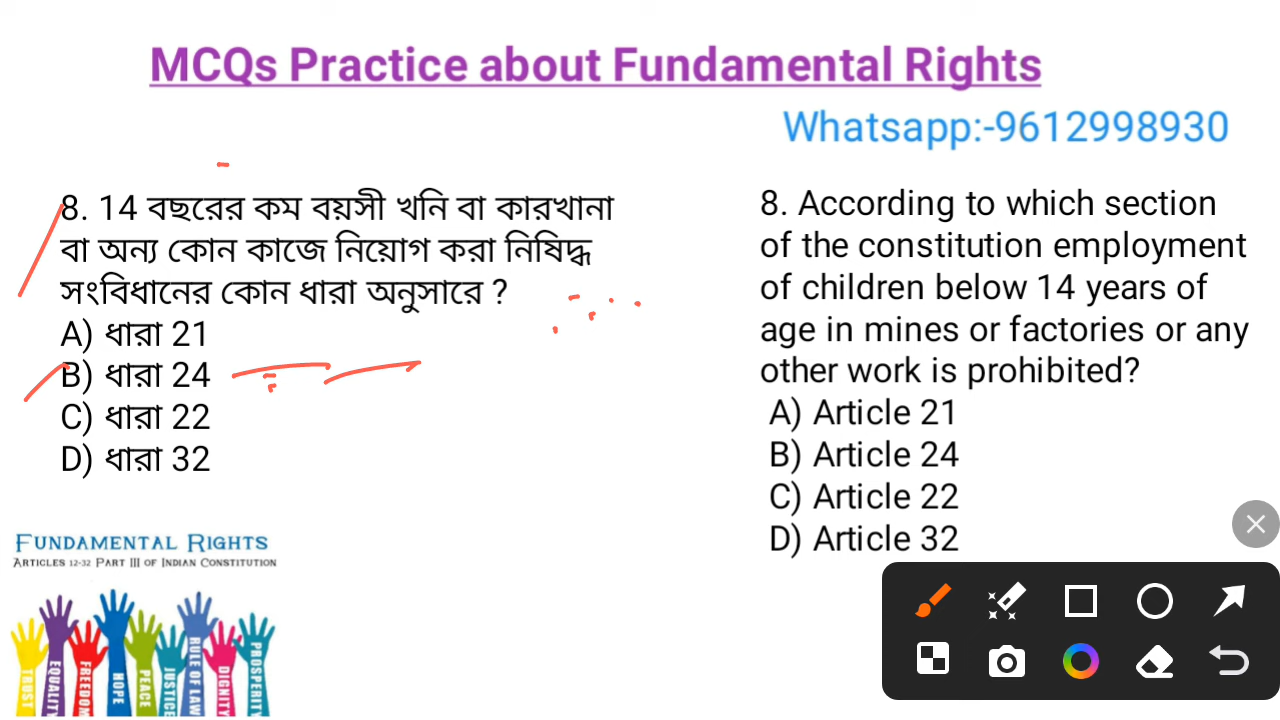 MCQs Practice about Fundamental Rights
Whatsapp:-9612998930
8. 14 বছরের কম বয়সী খনি বা কারখানা
বা অন্য কোন কাজে নিয়োগ করা নিষিদ্ধ
সংবিধানের কোন ধারা অনুসারে ?
A) ধারা 21
B) ধারা 24
C) ধারা 22
D) ধারা 32
8. According to which section
of the constitution employment
of children below 14 years of
age in mines or factories or any
other work is prohibited?
A) Article 21
B) Article 24
C) Article 22
D) Article 32
FUNDAMENTAL RIGHTS
ARTICLES 12-32 PART III OF INDIAN CONSTITUTION
TRUST
EQUALITY
FREEDOM
HOPE
PEACE
JUSTICE
RULE OF LAW
DIGNITY
PROSPERITY